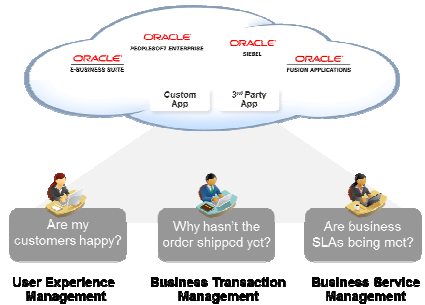 ORACLE
PEOPLESOFT ENTERPRISE
ORACLE
SIEBEL
ORACLE
E-BUSINESS SUITE
ORACLE
FUSION APPLICATIONS
Custom
App
3rd Party
App
Are my
customers happy?
Why hasn't the
order shipped yet?
Are business
SLAs being met?
User Experience
Management
Business Transaction
Management
Business Service
Management